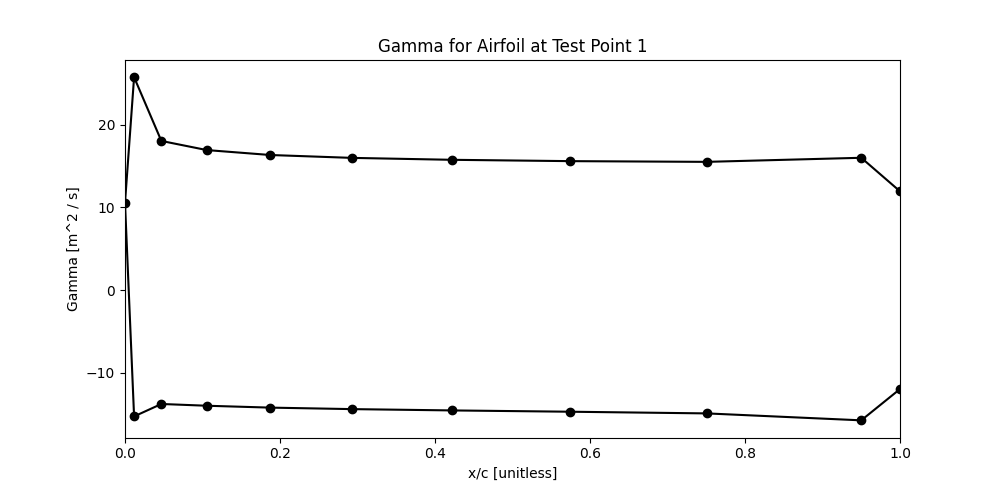 Gamma for Airfoil at Test Point 1
Gamma [m^2 / s]
20
10
0
−10
0.0 0.2 0.4 0.6 0.8 1.0
x/c [unitless]